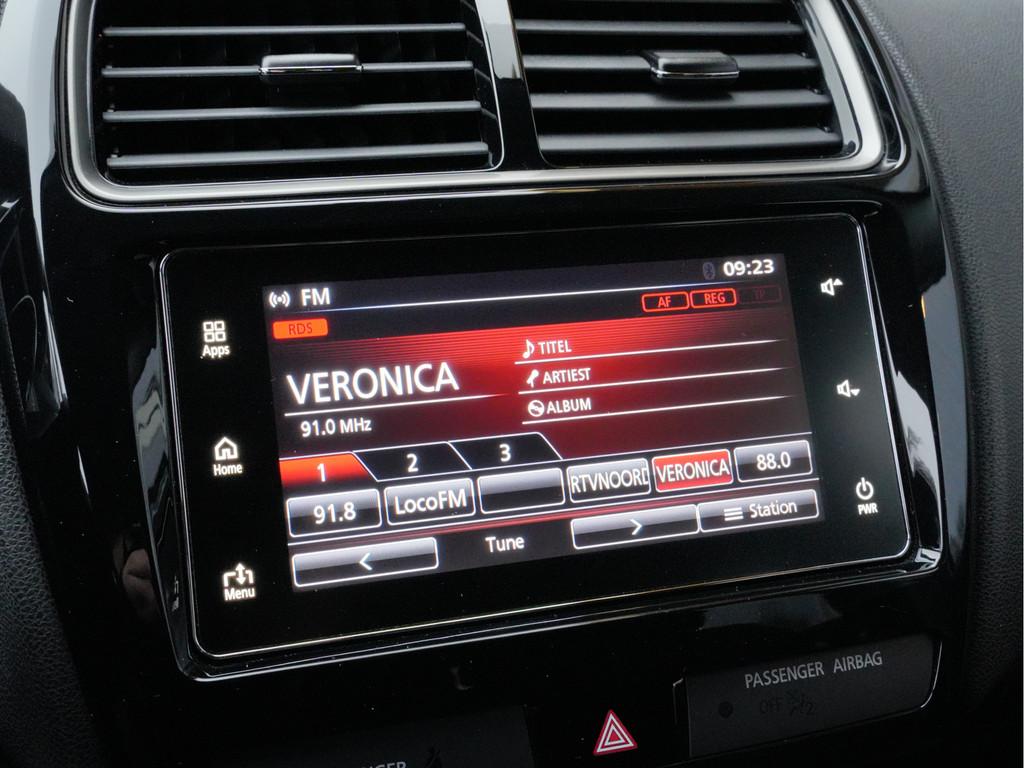 09:23
FM
AF REG TP
RDS
Apps
TITEL
VERONICA
ARTIEST
ALBUM
91.0 MHz
Home
1 2 3
91.8 LocoFM RTVNOORD VERONICA 88.0
< Tune > Station
PWR
Menu
PASSENGER AIRBAG
OFF